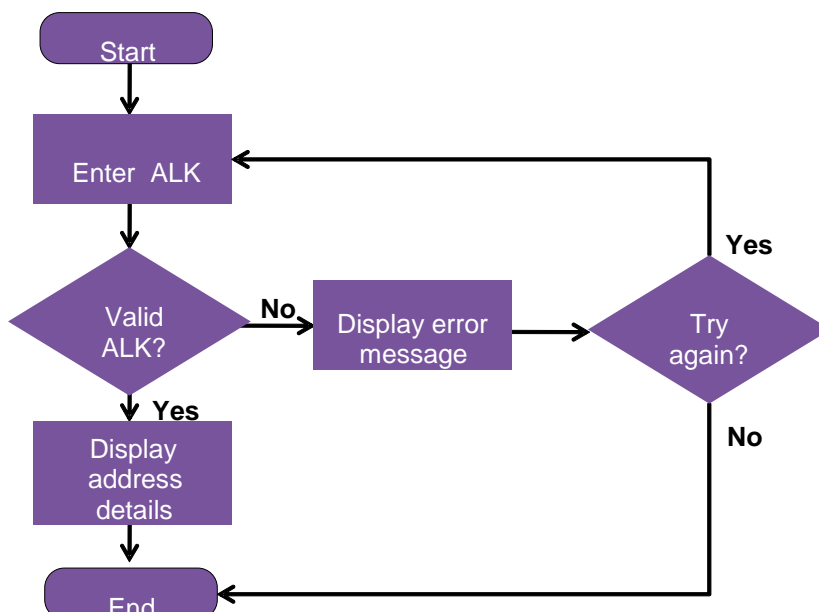 Start
Enter ALK
Yes
Valid
ALK?
No
Display error
message
Try
again?
Yes
No
Display
address
details
End